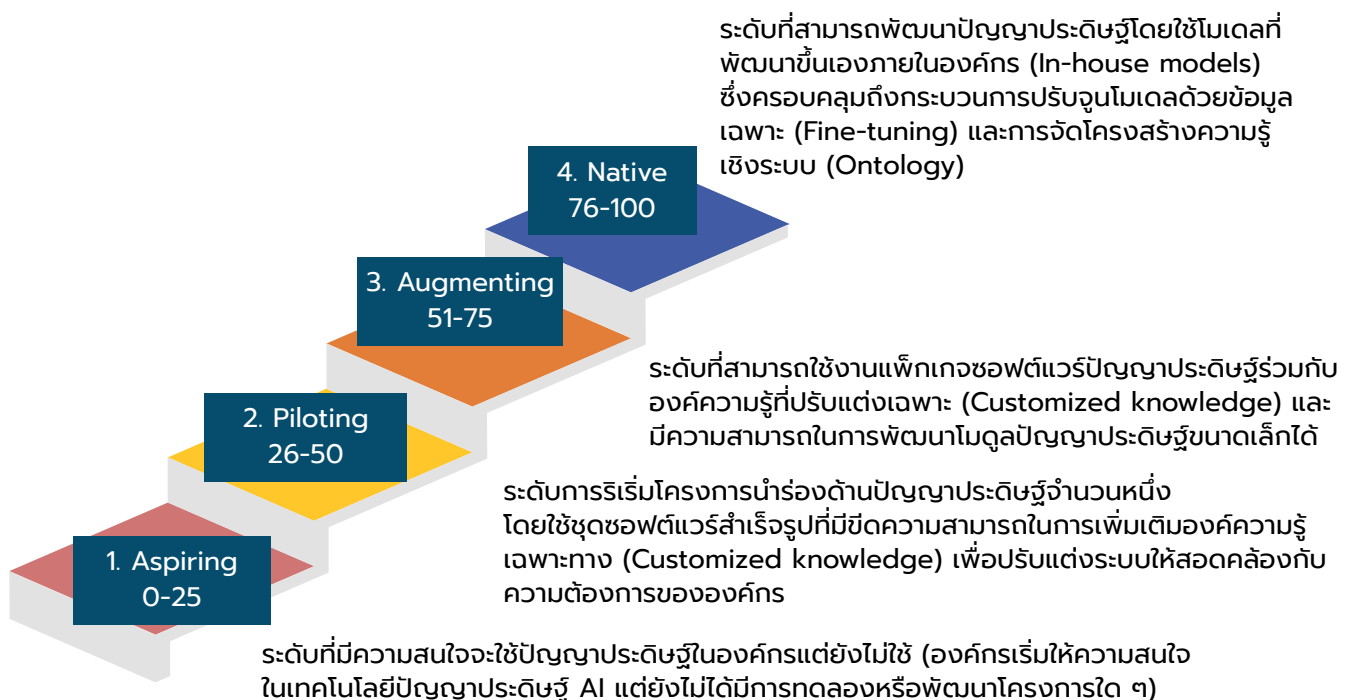 ระดับที่สามารถพัฒนาปัญญาประดิษฐ์โดยใช้โมเดลที่
พัฒนาขึ้นเองภายในองค์กร (In-house models)
ซึ่งครอบคลุมถึงกระบวนการปรับจูนโมเดลด้วยข้อมูล
เฉพาะ (Fine-tuning) และการจัดโครงสร้างความรู้
เชิงระบบ (Ontology)
4. Native
76-100
3. Augmenting
51-75
ระดับที่สามารถใช้งานแพ็กเกจซอฟต์แวร์ปัญญาประดิษฐ์ร่วมกับ
องค์ความรู้ที่ปรับแต่งเฉพาะ (Customized knowledge) และ
มีความสามารถในการพัฒนาโมดูลปัญญาประดิษฐ์ขนาดเล็กได้
2. Piloting
26-50
ระดับการริเริ่มโครงการนำร่องด้านปัญญาประดิษฐ์จำนวนหนึ่ง
โดยใช้ชุดซอฟต์แวร์สำเร็จรูปที่มีขีดความสามารถในการเพิ่มเติมองค์ความรู้
เฉพาะทาง (Customized knowledge) เพื่อปรับแต่งระบบให้สอดคล้องกับ
ความต้องการขององค์กร
1. Aspiring
0-25
ระดับที่มีความสนใจจะใช้ปัญญาประดิษฐ์ในองค์กรแต่ยังไม่ใช้ (องค์กรเริ่มให้ความสนใจ
ในเทคโนโลยีปัญญาประดิษฐ์ AI แต่ยังไม่ได้มีการทดลองหรือพัฒนาโครงการใด ๆ)